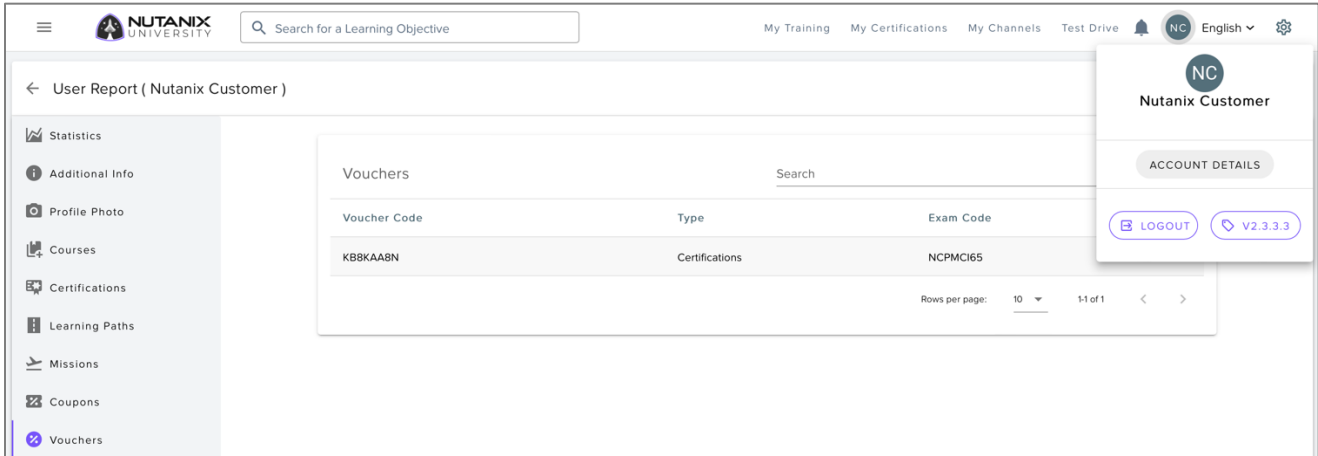 NUTANIX
UNIVERSITY
Search for a Learning Objective
My Training My Certifications My Channels Test Drive NC English
User Report ( Nutanix Customer )
NC
Nutanix Customer
ACCOUNT DETAILS
LOGOUT V2.3.3.3
Statistics
Additional Info
Profile Photo
Courses
Certifications
Learning Paths
Missions
Coupons
Vouchers
Vouchers Search
Voucher Code Type Exam Code
KB8KAA8N Certifications NCPMCI65
Rows per page: 10 1-1 of 1